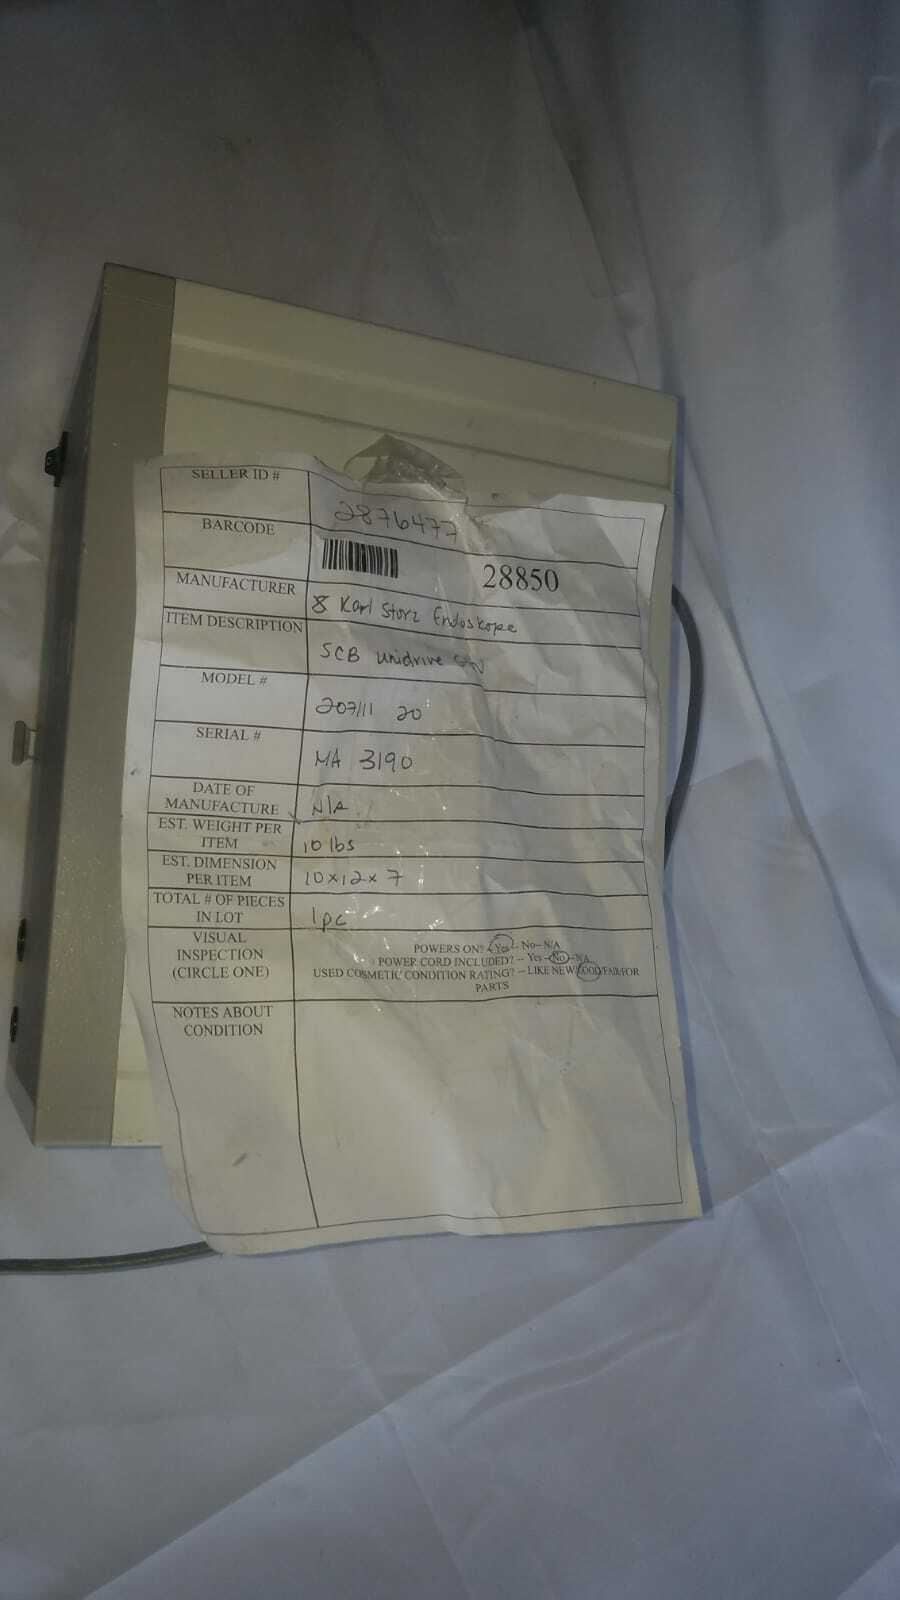 SELLER ID # 2876477
BARCODE 28850
MANUFACTURER 8 Karl Storz Endoskope
ITEM DESCRIPTION SCB unidrive
MODEL # 207111 20
SERIAL # MA 3190
DATE OF
MANUFACTURE N/A
EST. WEIGHT PER
ITEM 10 lbs
EST. DIMENSION
PER ITEM 10x12x7
TOTAL # OF PIECES
IN LOT 1pc
VISUAL
INSPECTION
(CIRCLE ONE)
POWERS ON? – Yes – No – N/A
POWER CORD INCLUDED? – Yes – No – NA
USED COSMETIC CONDITION RATING? – LIKE NEW/GOOD/FAIR/FOR
PARTS
NOTES ABOUT
CONDITION